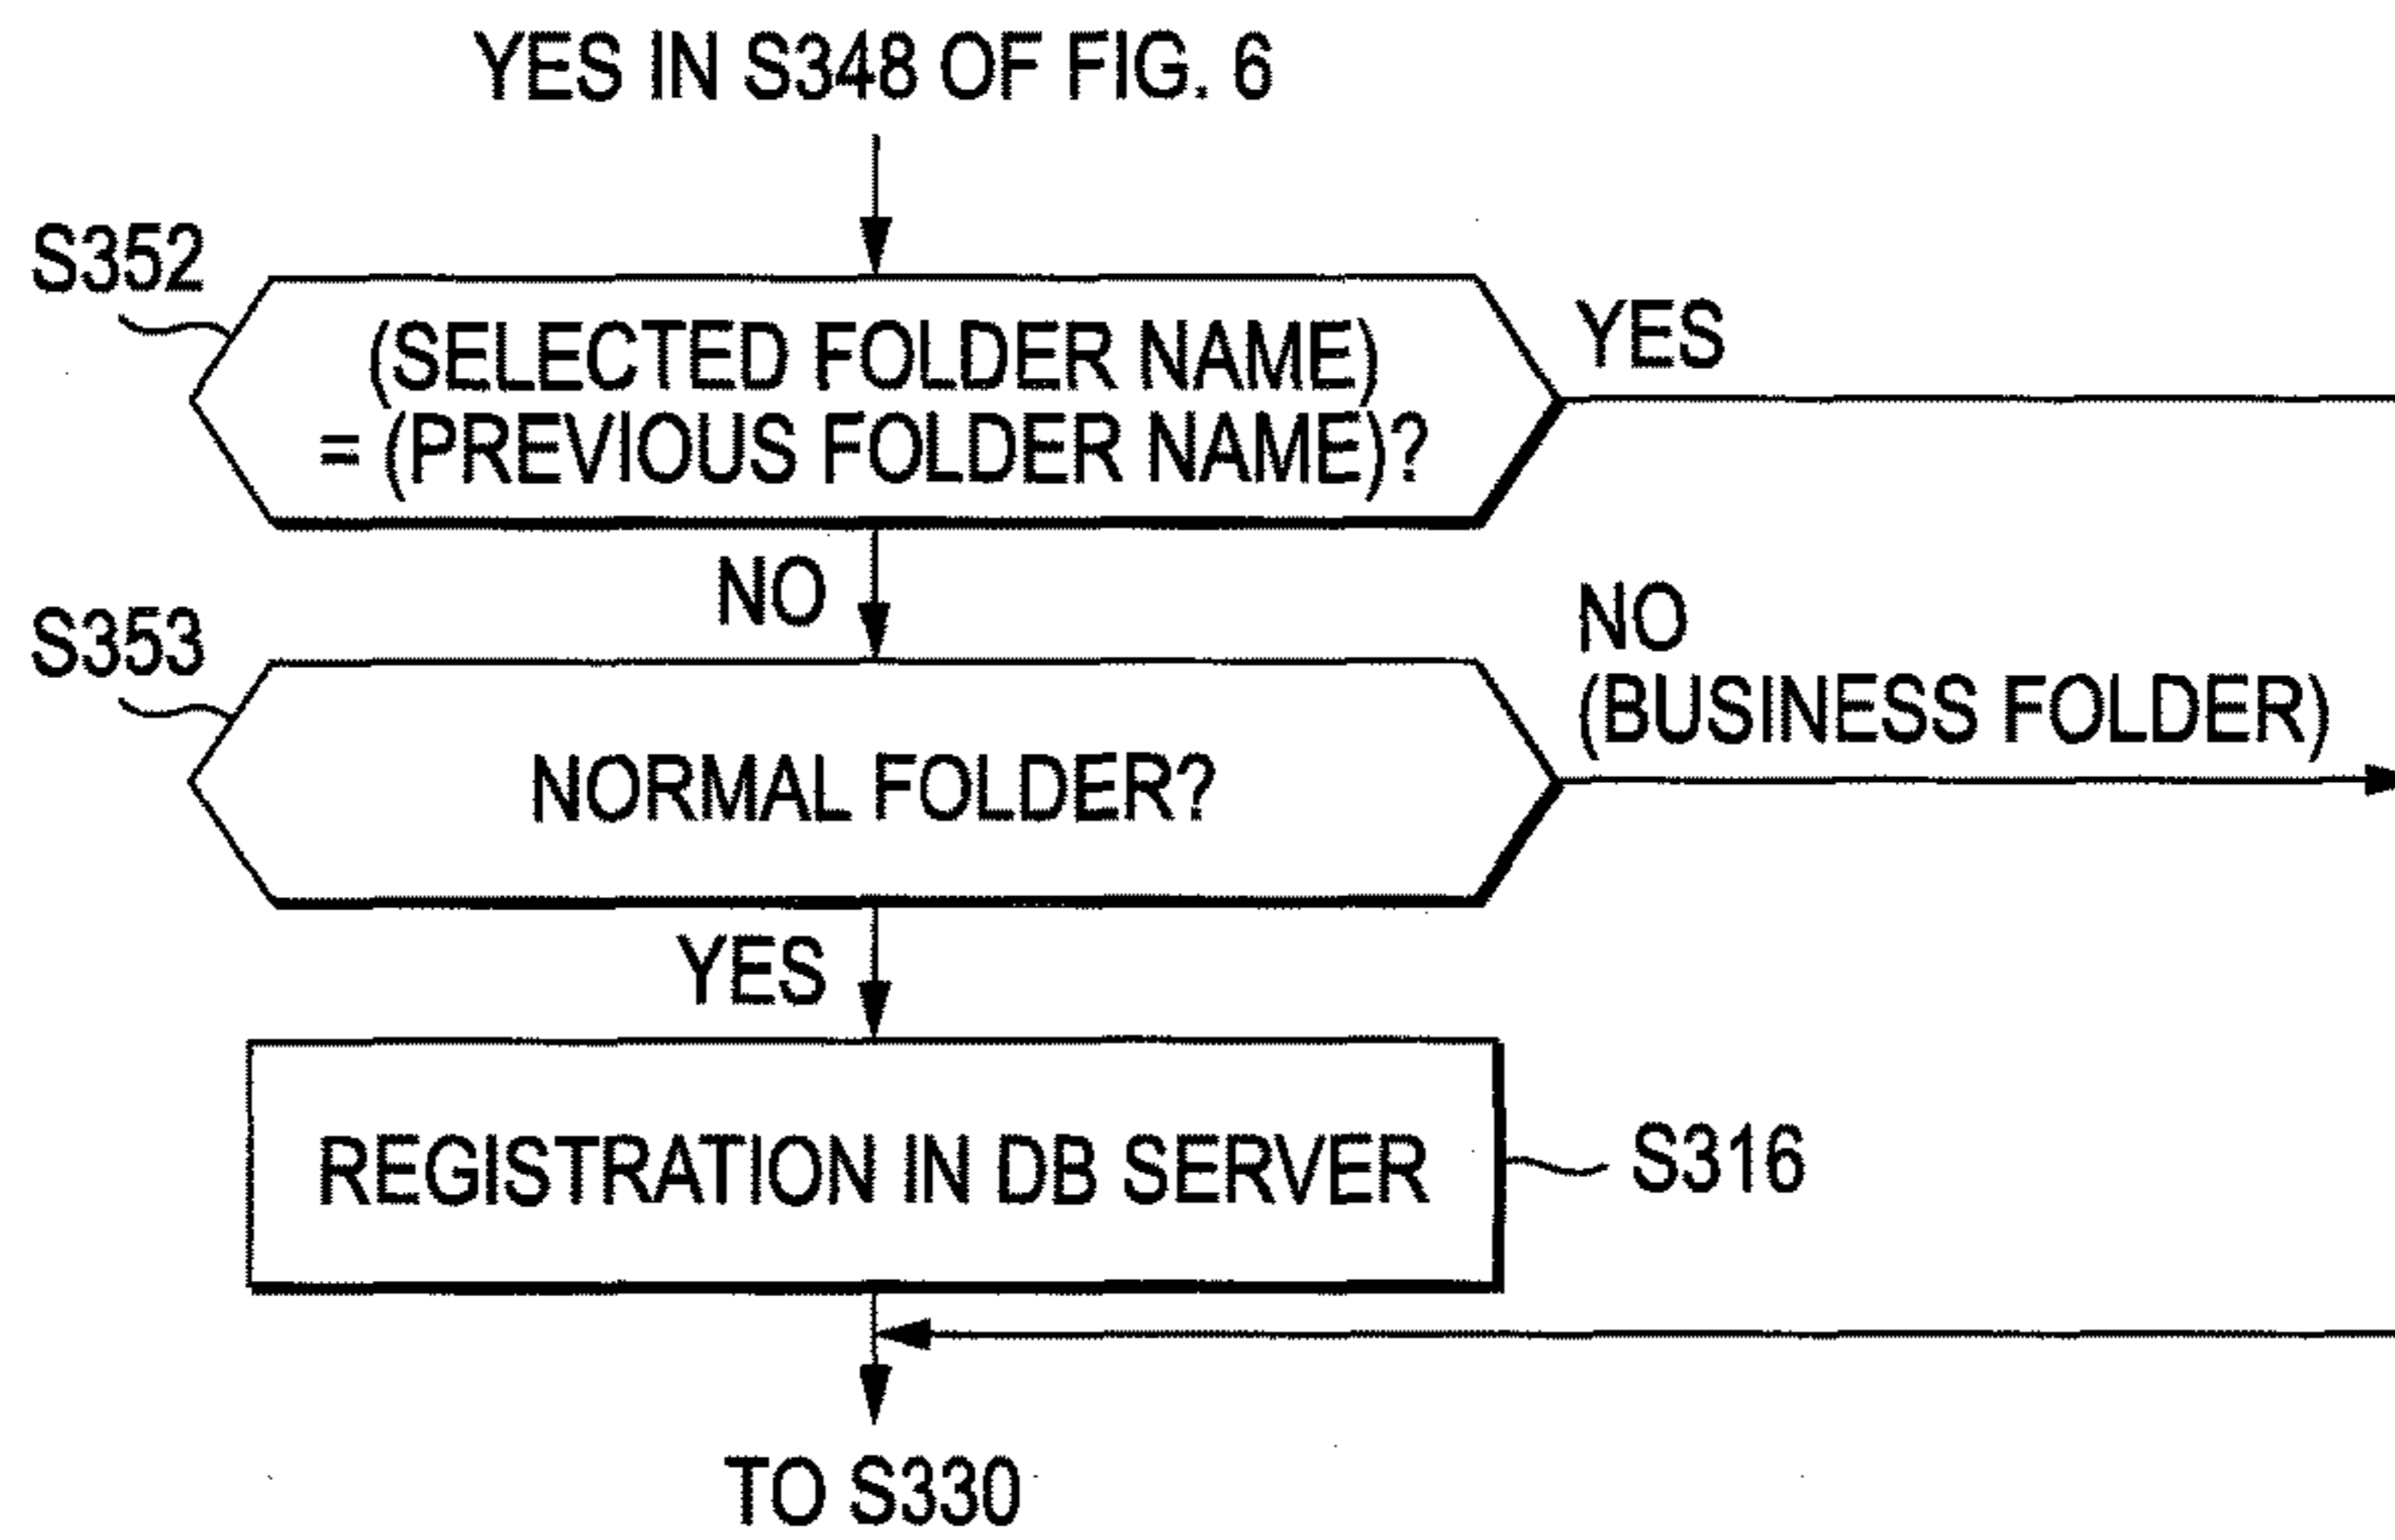 YES IN S348 OF FIG. 6
S352
(SELECTED FOLDER NAME)
= (PREVIOUS FOLDER NAME)?
YES
NO
S353
NORMAL FOLDER?
NO
(BUSINESS FOLDER)
YES
REGISTRATION IN DB SERVER
S316
TO S330